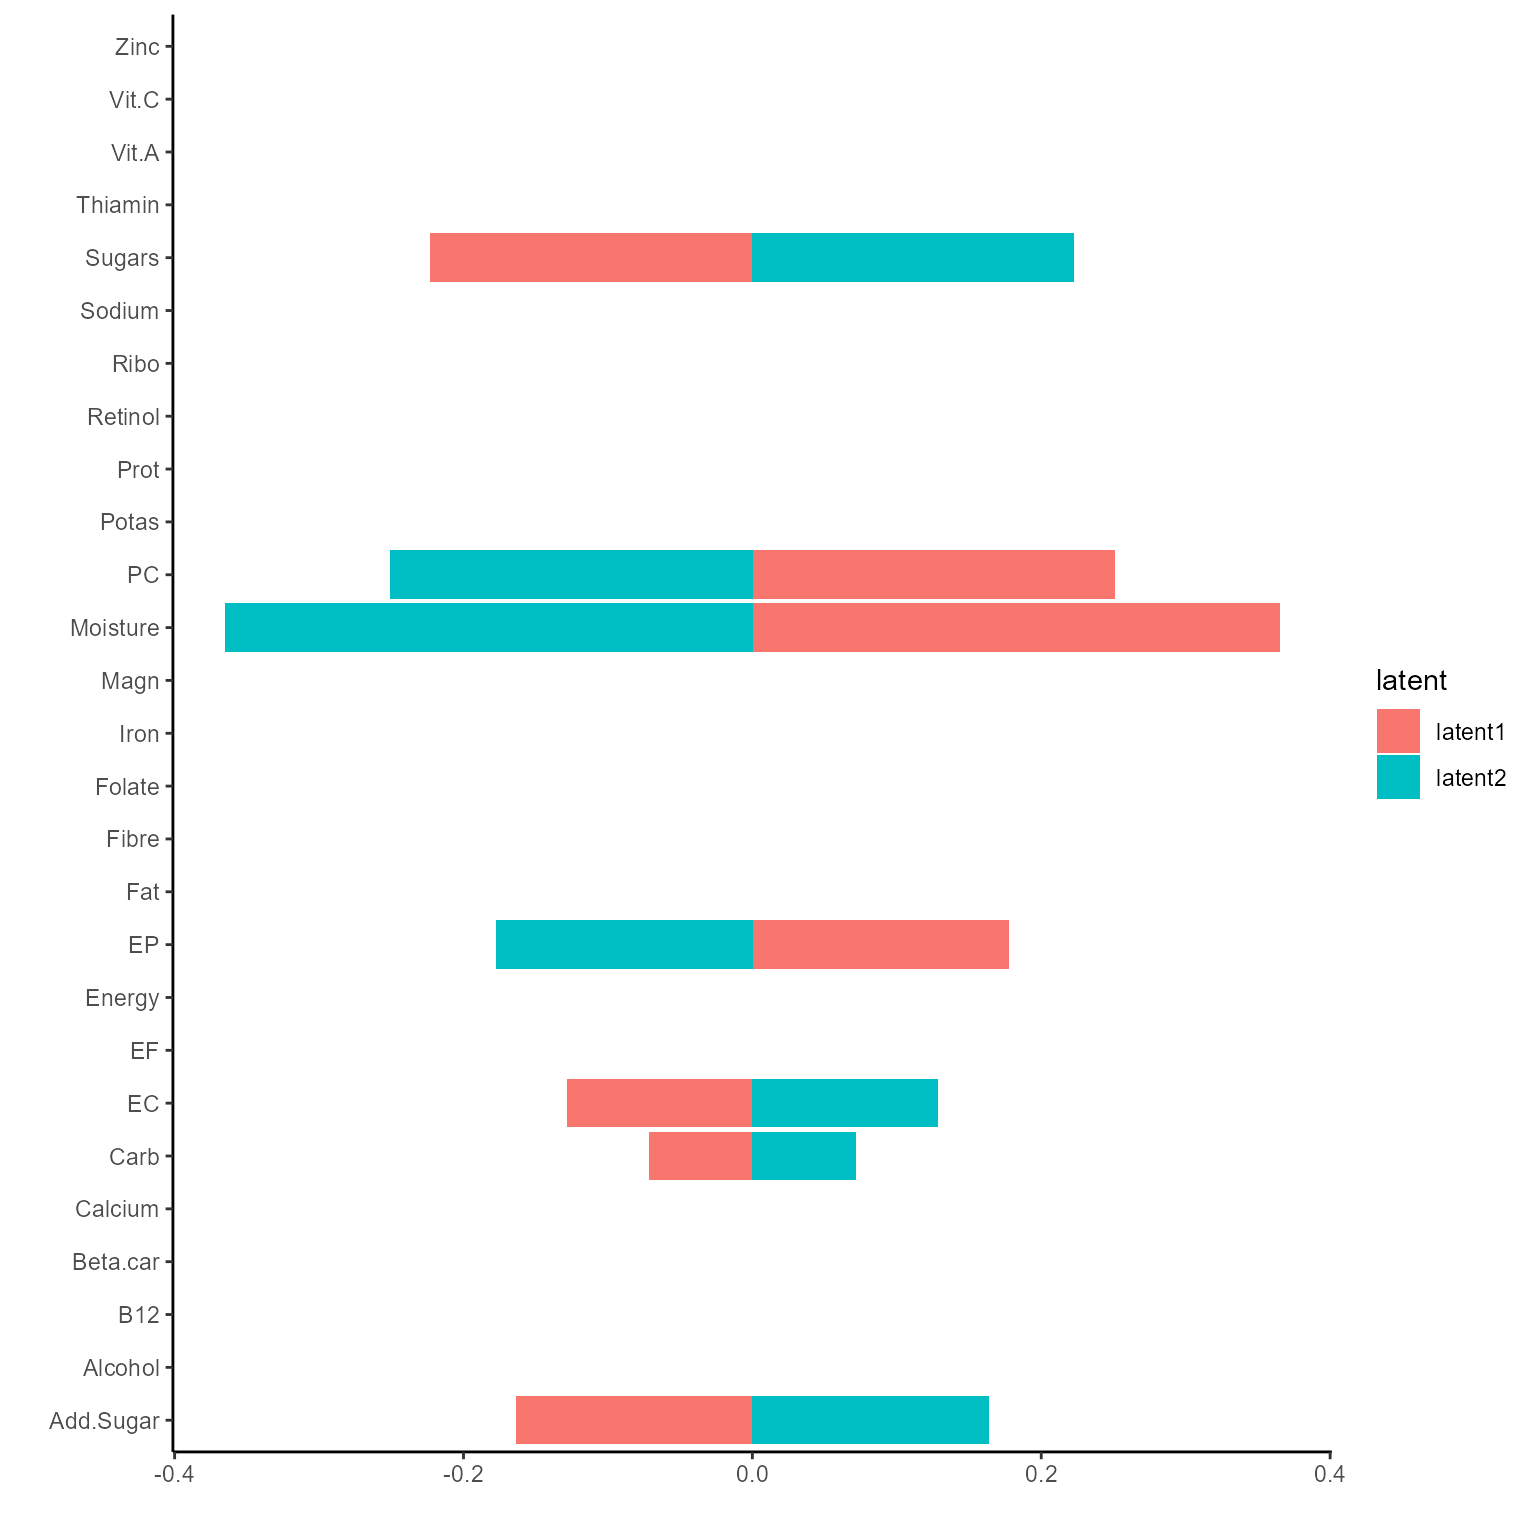 Zinc
Vit.C
Vit.A
Thiamin
Sugars
Sodium
Ribo
Retinol
Prot
Potas
PC
Moisture
Magn
Iron
Folate
Fibre
Fat
EP
Energy
EF
EC
Carb
Calcium
Beta.car
B12
Alcohol
Add.Sugar
-0.4 -0.2 0.0 0.2 0.4
latent
latent1
latent2